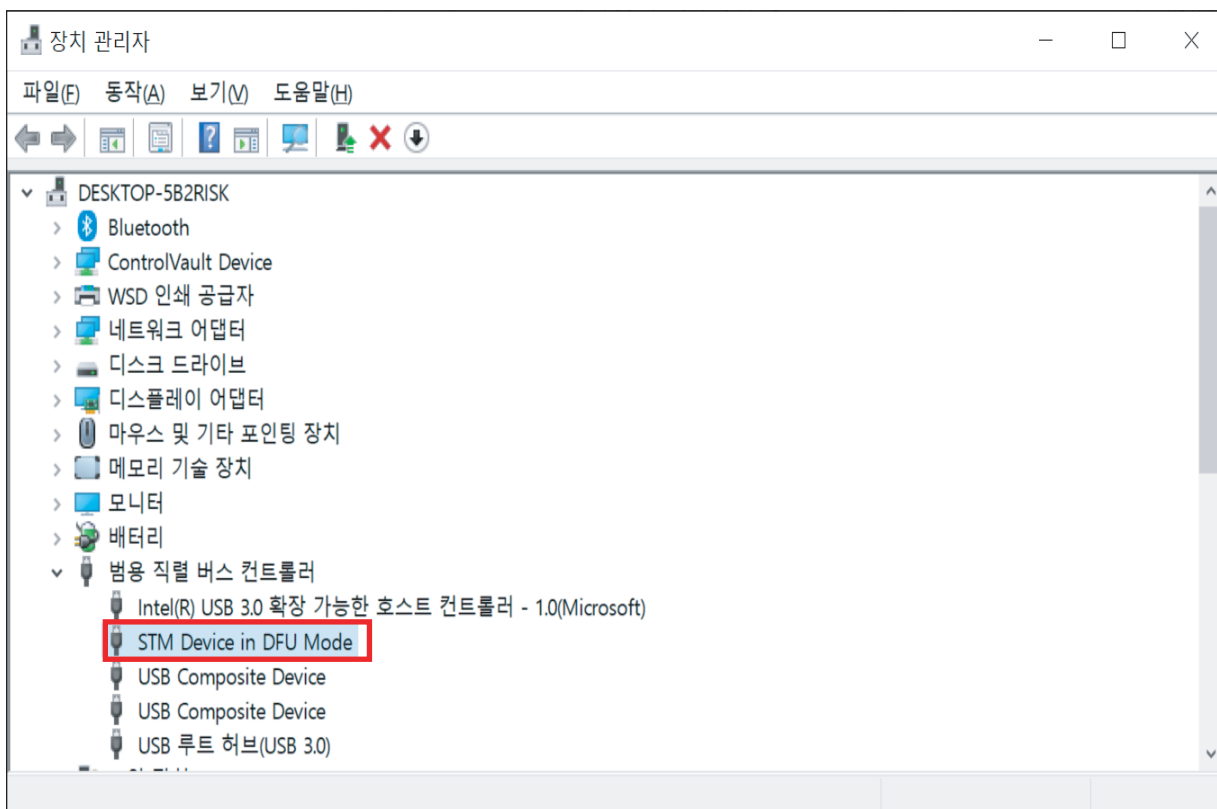 장치 관리자
파일(F) 동작(A) 보기(V) 도움말(H)
DESKTOP-5B2RISK
Bluetooth
ControlVault Device
WSD 인쇄 공급자
네트워크 어댑터
디스크 드라이브
디스플레이 어댑터
마우스 및 기타 포인팅 장치
메모리 기술 장치
모니터
배터리
범용 직렬 버스 컨트롤러
Intel(R) USB 3.0 확장 가능한 호스트 컨트롤러 - 1.0(Microsoft)
STM Device in DFU Mode
USB Composite Device
USB Composite Device
USB 루트 허브(USB 3.0)